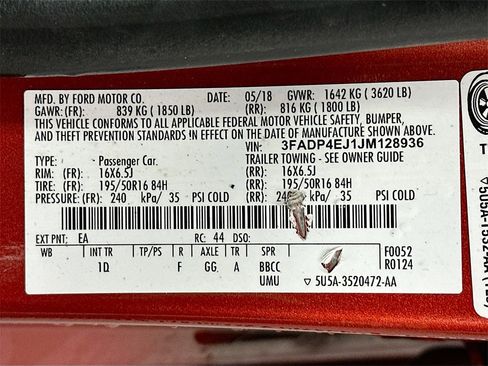 MFD. BY FORD MOTOR CO. DATE: 05/18 GVWR: 1642 KG ( 3620 LB)
GAWR: (FR): 839 KG ( 1850 LB) (RR): 816 KG ( 1800 LB)
THIS VEHICLE CONFORMS TO ALL APPLICABLE FEDERAL MOTOR VEHICLE SAFETY, BUMPER,
AND THEFT PREVENTION STANDARDS IN EFFECT ON THE DATE OF MANUFACTURE SHOWN ABOVE.
VIN: 3FADP4EJ1JM128936
TYPE: Passenger Car. TRAILER TOWING - SEE OWNER GUIDE
RIM: (FR): 16X6.5J (RR): 16X6.5J
TIRE: (FR): 195/50R16 84H (RR): 195/50R16 84H
PRESSURE: (FR): 240 kPa/ 35 PSI COLD (RR): 240 kPa/ 35 PSI COLD
EXT PNT: EA RC: 44 DSO:
WB INT TR TP/PS R AXLE TR SPR F0052
1Q F GG A BBCC R0124
UMU ▽ 5U5A-3520472-AA